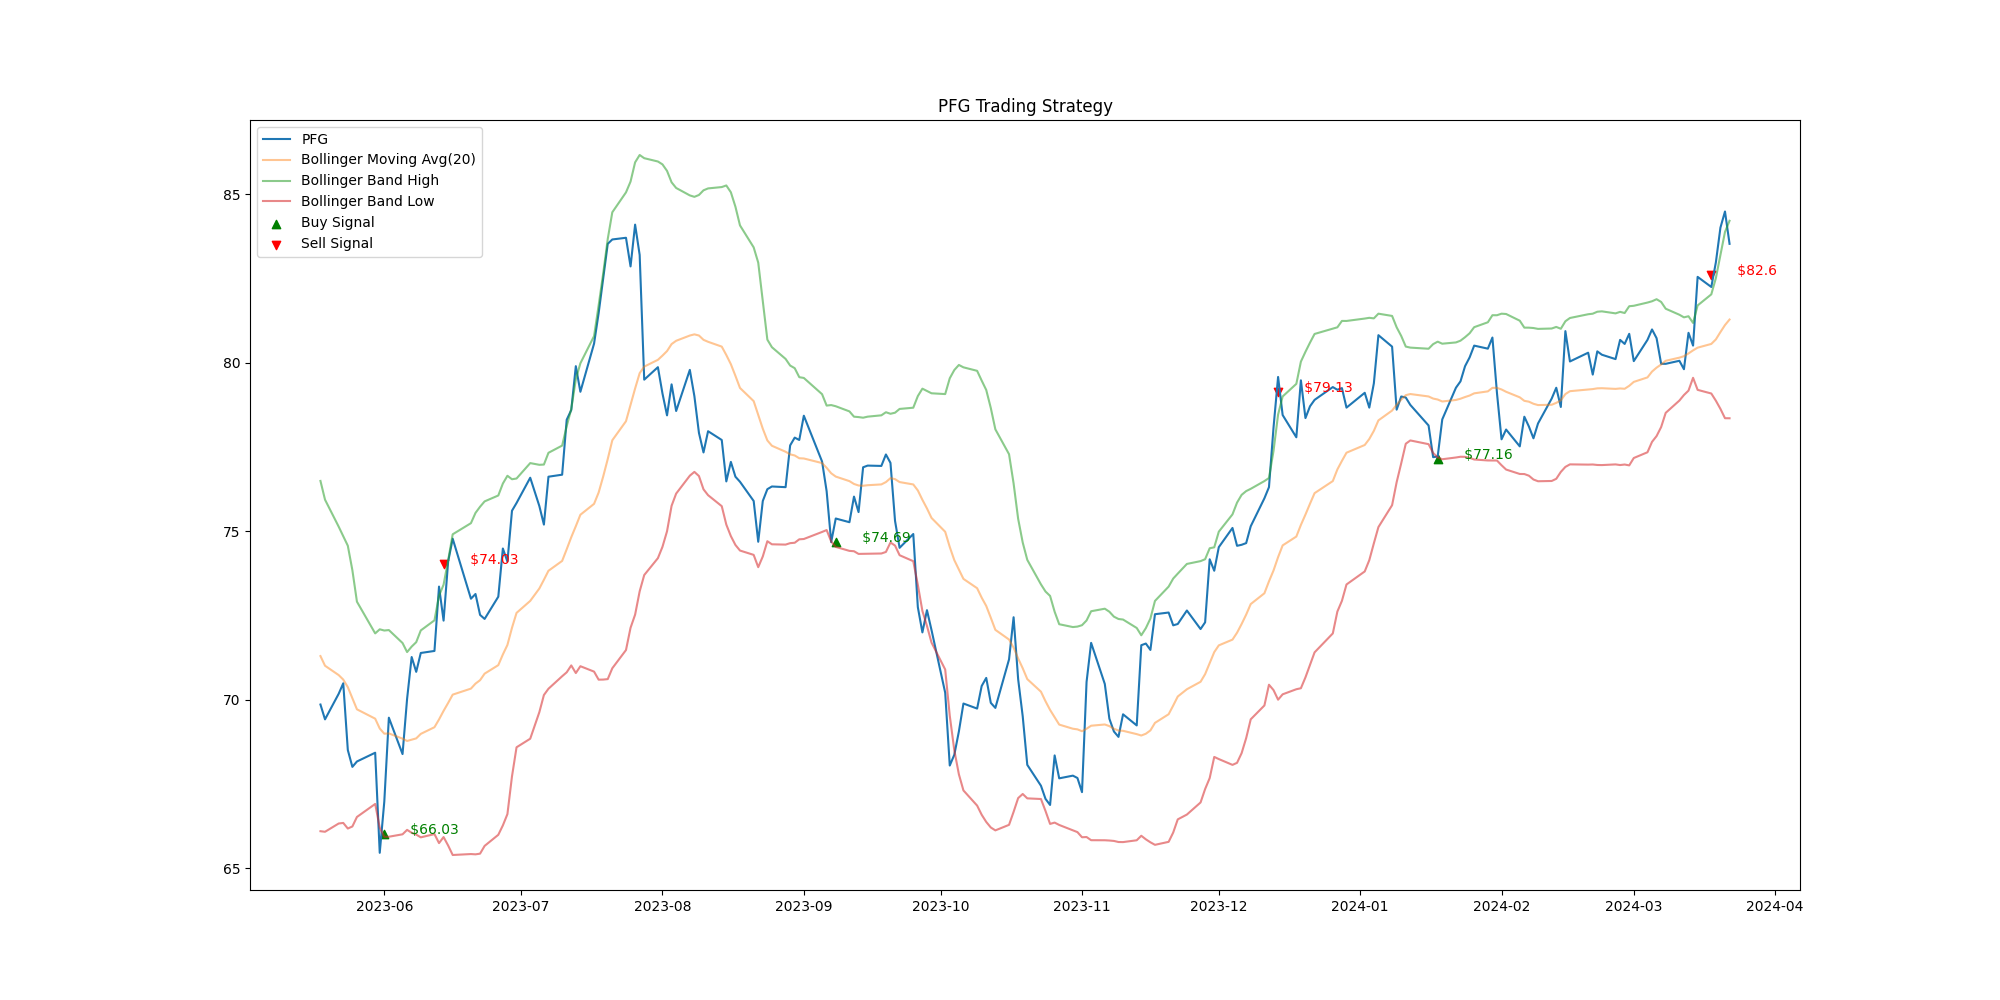 PFG Trading Strategy
PFG
Bollinger Moving Avg(20)
Bollinger Band High
Bollinger Band Low
Buy Signal
Sell Signal
85
80
75
70
65
$82.6
$79.13
$77.16
$74.69
$74.03
$66.03
2023-06 2023-07 2023-08 2023-09 2023-10 2023-11 2023-12 2024-01 2024-02 2024-03 2024-04